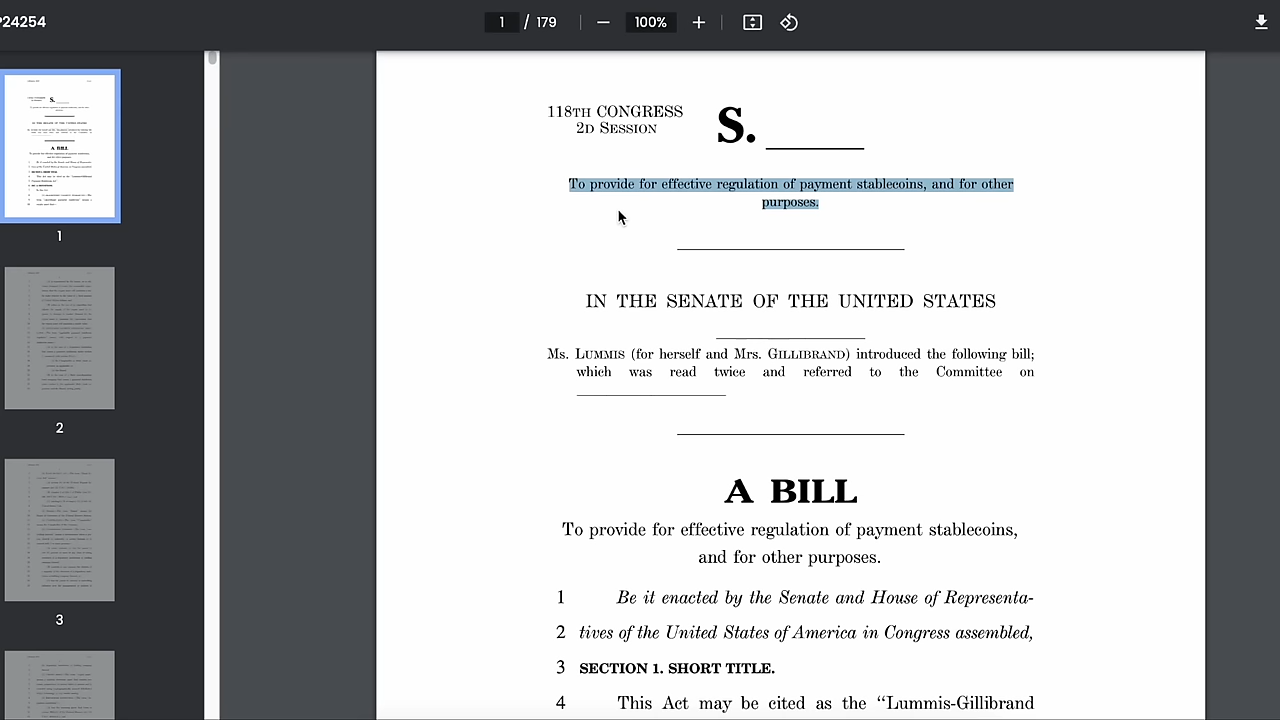 P24254
1 / 179
100%
118TH CONGRESS
2D SESSION
S.
To provide for effective regulation of payment stablecoins, and for other
purposes.
IN THE SENATE OF THE UNITED STATES
Ms. LUMMIS (for herself and Mrs. GILLIBRAND) introduced the following bill;
which was read twice and referred to the Committee on
A BILL
To provide for effective regulation of payment stablecoins,
and for other purposes.
1 Be it enacted by the Senate and House of Representa-
2 tives of the United States of America in Congress assembled,
3 SECTION 1. SHORT TITLE.
This Act may be cited as the “Lummis-Gillibrand
1
2
3